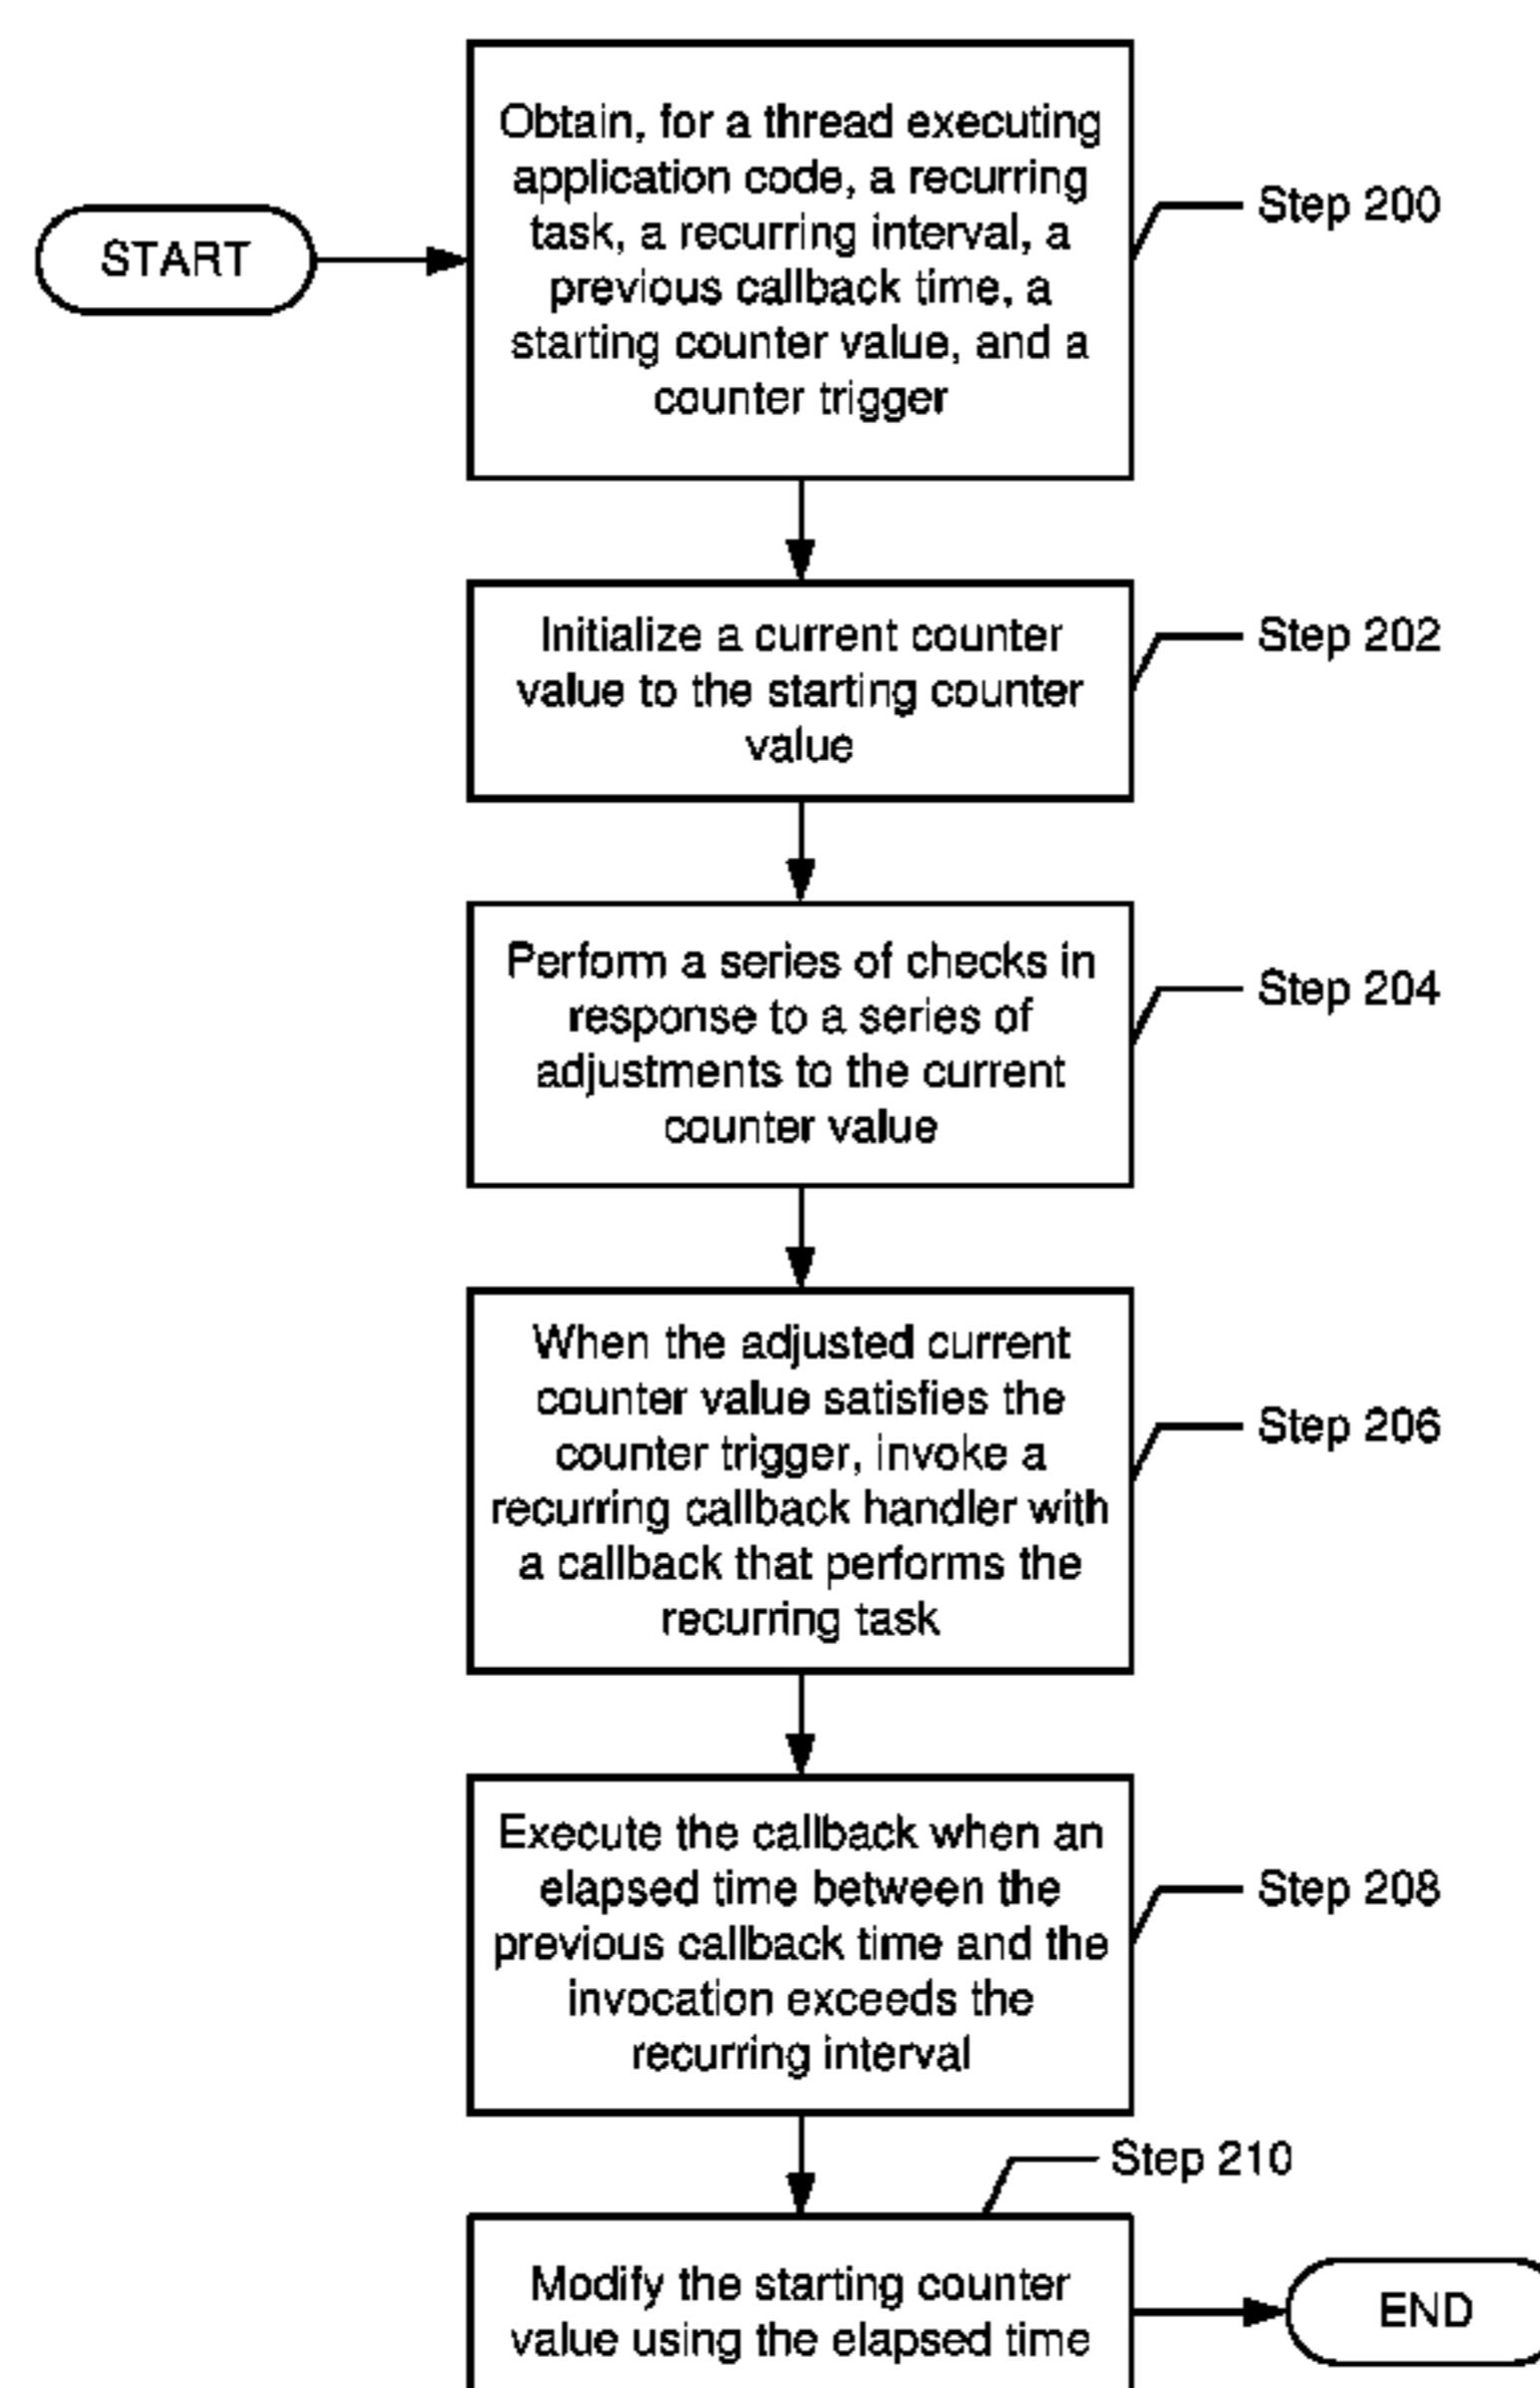 START
Obtain, for a thread executing
application code, a recurring
task, a recurring interval, a
previous callback time, a
starting counter value, and a
counter trigger
Step 200
Initialize a current counter
value to the starting counter
value
Step 202
Perform a series of checks in
response to a series of
adjustments to the current
counter value
Step 204
When the adjusted current
counter value satisfies the
counter trigger, invoke a
recurring callback handler with
a callback that performs the
recurring task
Step 206
Execute the callback when an
elapsed time between the
previous callback time and the
invocation exceeds the
recurring interval
Step 208
Step 210
Modify the starting counter
value using the elapsed time
END